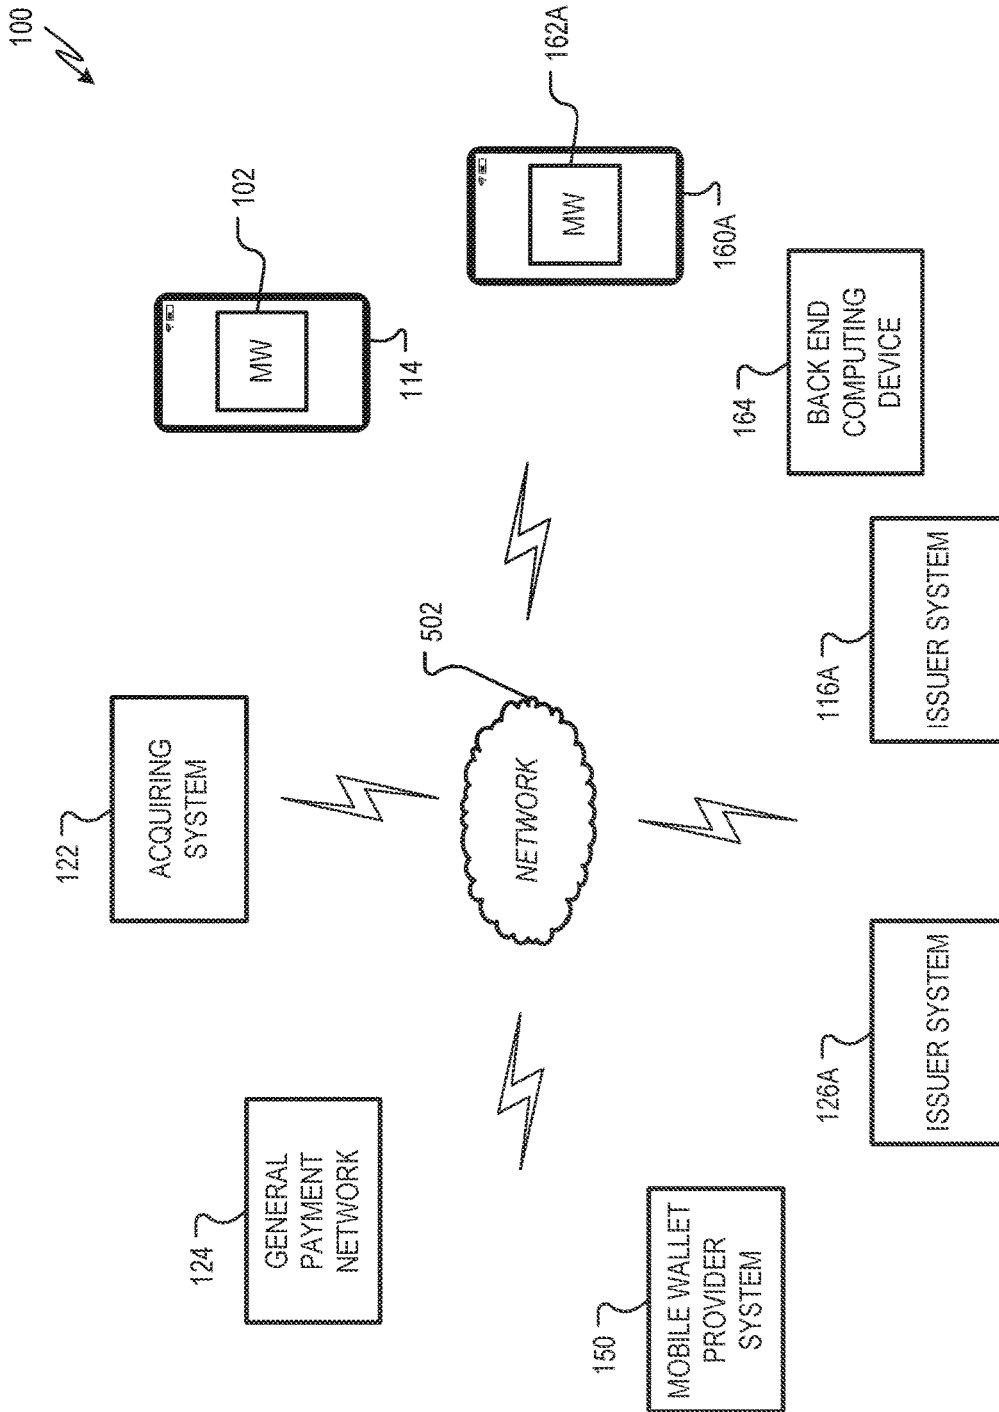 100
124
GENERAL
PAYMENT
NETWORK
122
ACQUIRING
SYSTEM
MW
102
114
MW
162A
160A
NETWORK
502
150
MOBILE WALLET
PROVIDER
SYSTEM
126A
ISSUER SYSTEM
116A
ISSUER SYSTEM
164
BACK END
COMPUTING
DEVICE